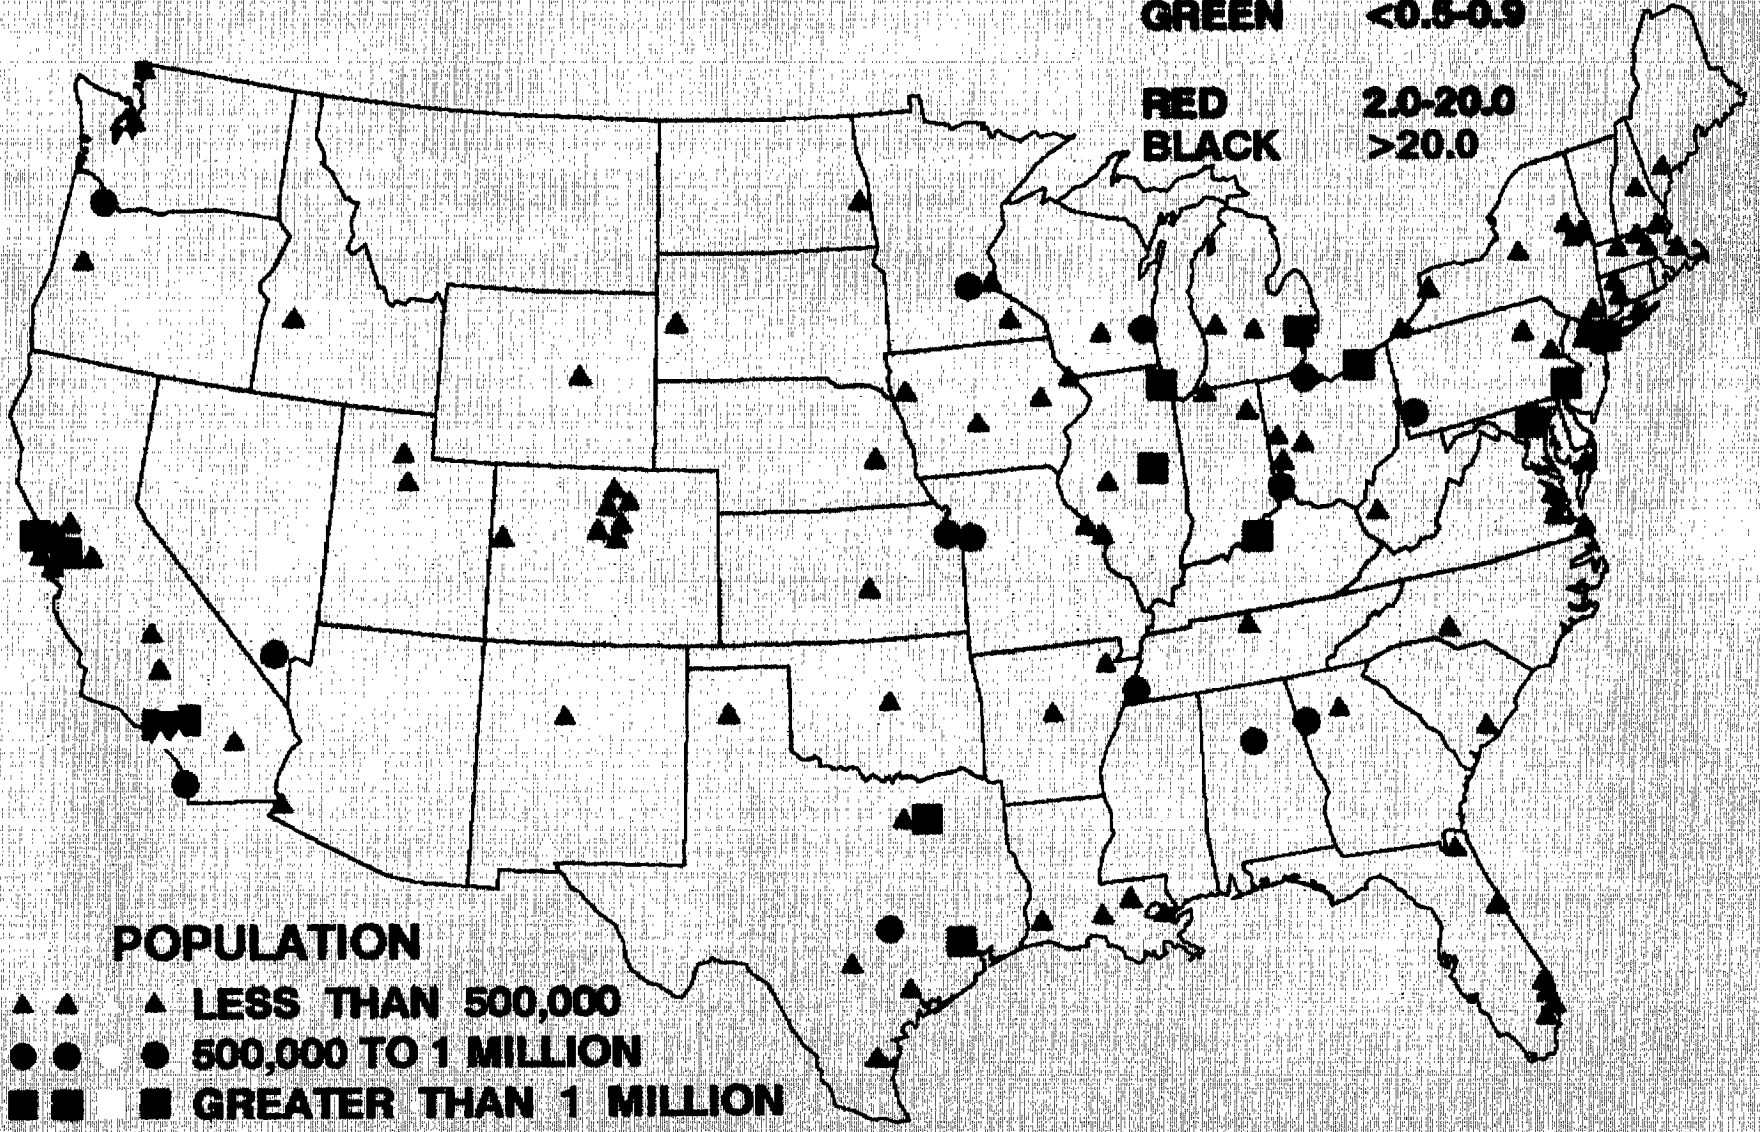 GREEN <0.5-0.9
RED 2.0-20.0
BLACK >20.0
POPULATION
LESS THAN 500,000
500,000 TO 1 MILLION
GREATER THAN 1 MILLION